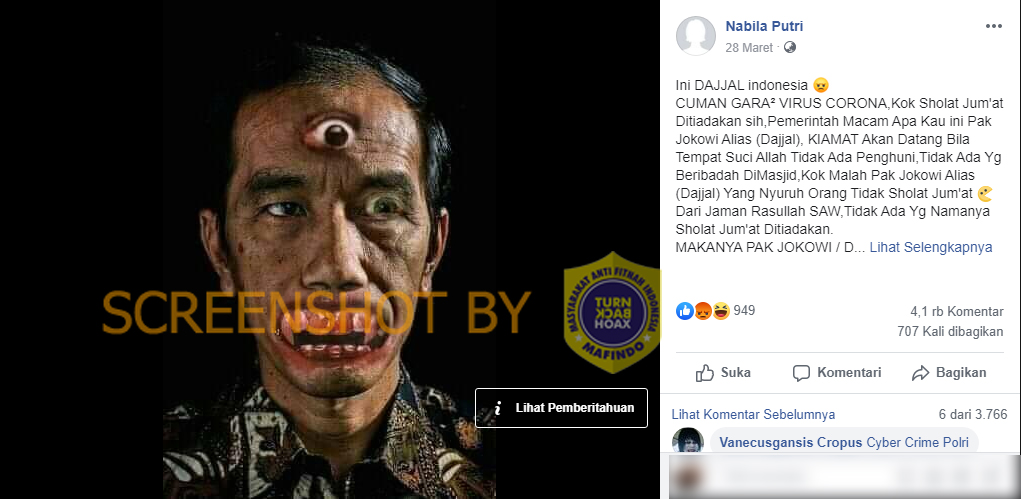 Nabila Putri
28 Maret ·
Ini DAJJAL indonesia 😠
CUMAN GARA² VIRUS CORONA,Kok Sholat Jum'at
Ditiadakan sih,Pemerintah Macam Apa Kau ini Pak
Jokowi Alias (Dajjal), KIAMAT Akan Datang Bila
Tempat Suci Allah Tidak Ada Penghuni,Tidak Ada Yg
Beribadah DiMasjid,Kok Malah Pak Jokowi Alias
(Dajjal) Yang Nyuruh Orang Tidak Sholat Jum'at
Dari Jaman Rasullah SAW,Tidak Ada Yg Namanya
Sholat Jum'at Ditiadakan.
MAKANYA PAK JOKOWI / D... Lihat Selengkapnya
SCREENSHOT BY
MASYARAKAT ANTI FITNAH INDONESIA
TURN
BACK
HOAX
MAFINDO
i Lihat Pemberitahuan
949
4,1 rb Komentar
707 Kali dibagikan
Suka Komentari Bagikan
Lihat Komentar Sebelumnya 6 dari 3.766
Vanecusgansis Cropus Cyber Crime Polri